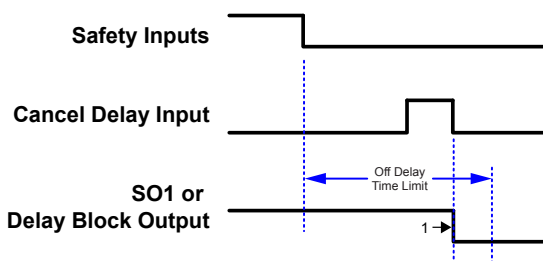 Safety Inputs
Cancel Delay Input
Off Delay
Time Limit
SO1 or
Delay Block Output
1